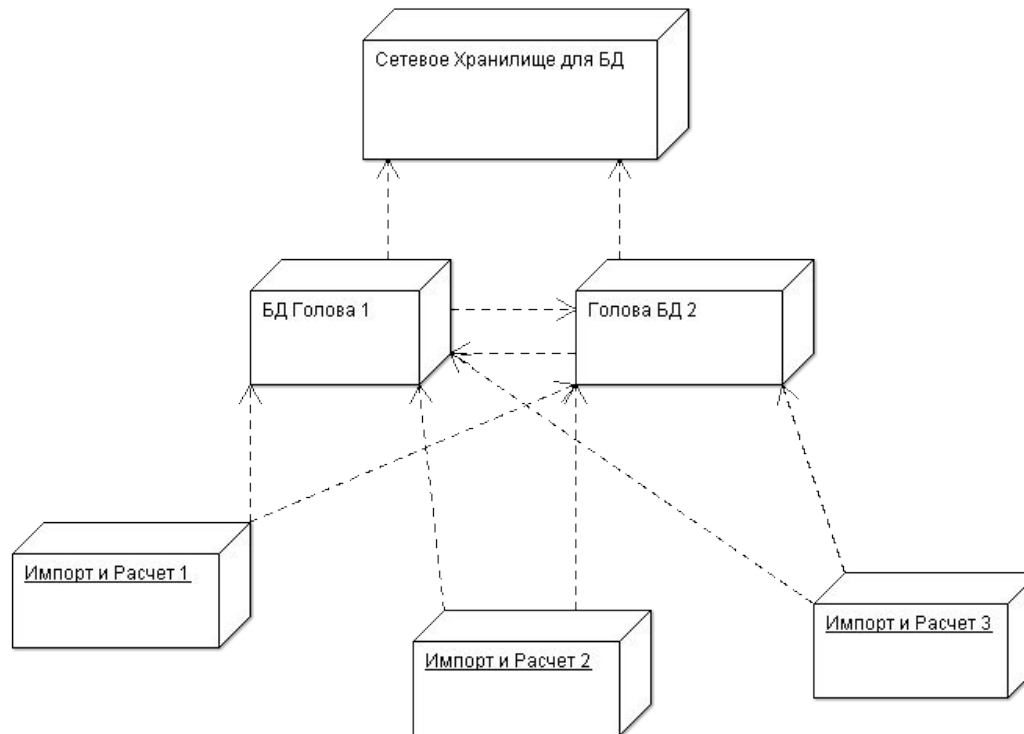 Сетевое Хранилище для БД
БД Голова 1
Голова БД 2
Импорт и Расчет 1
Импорт и Расчет 2
Импорт и Расчет 3